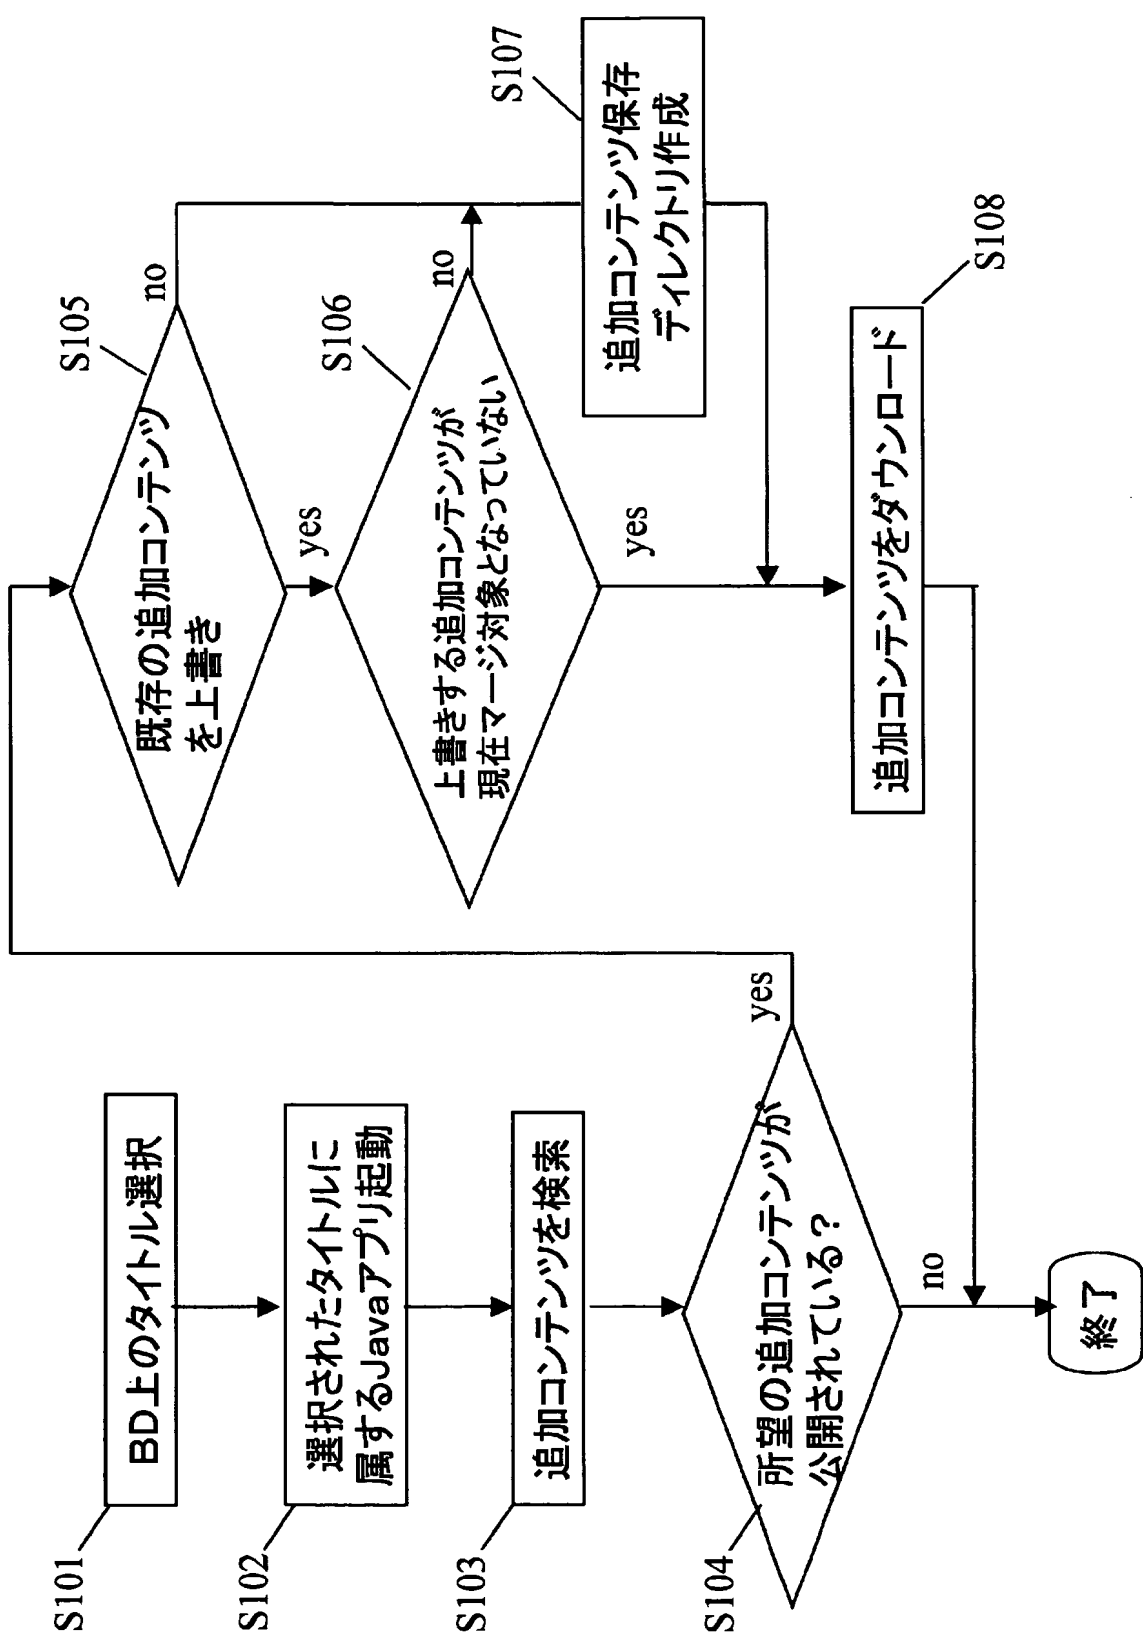 S101
BD上のタイトル選択
S102
選択されたタイトルに
属するJavaアプリ起動
S103
追加コンテンツを検索
S104
所望の追加コンテンツが
公開されている？
yes
no
終了
S105
既存の追加コンテンツ
を上書き
no
yes
S106
上書きする追加コンテンツが
現在マージ対象となっていない
no
yes
S107
追加コンテンツ保存
ディレクトリ作成
S108
追加コンテンツをダウンロード